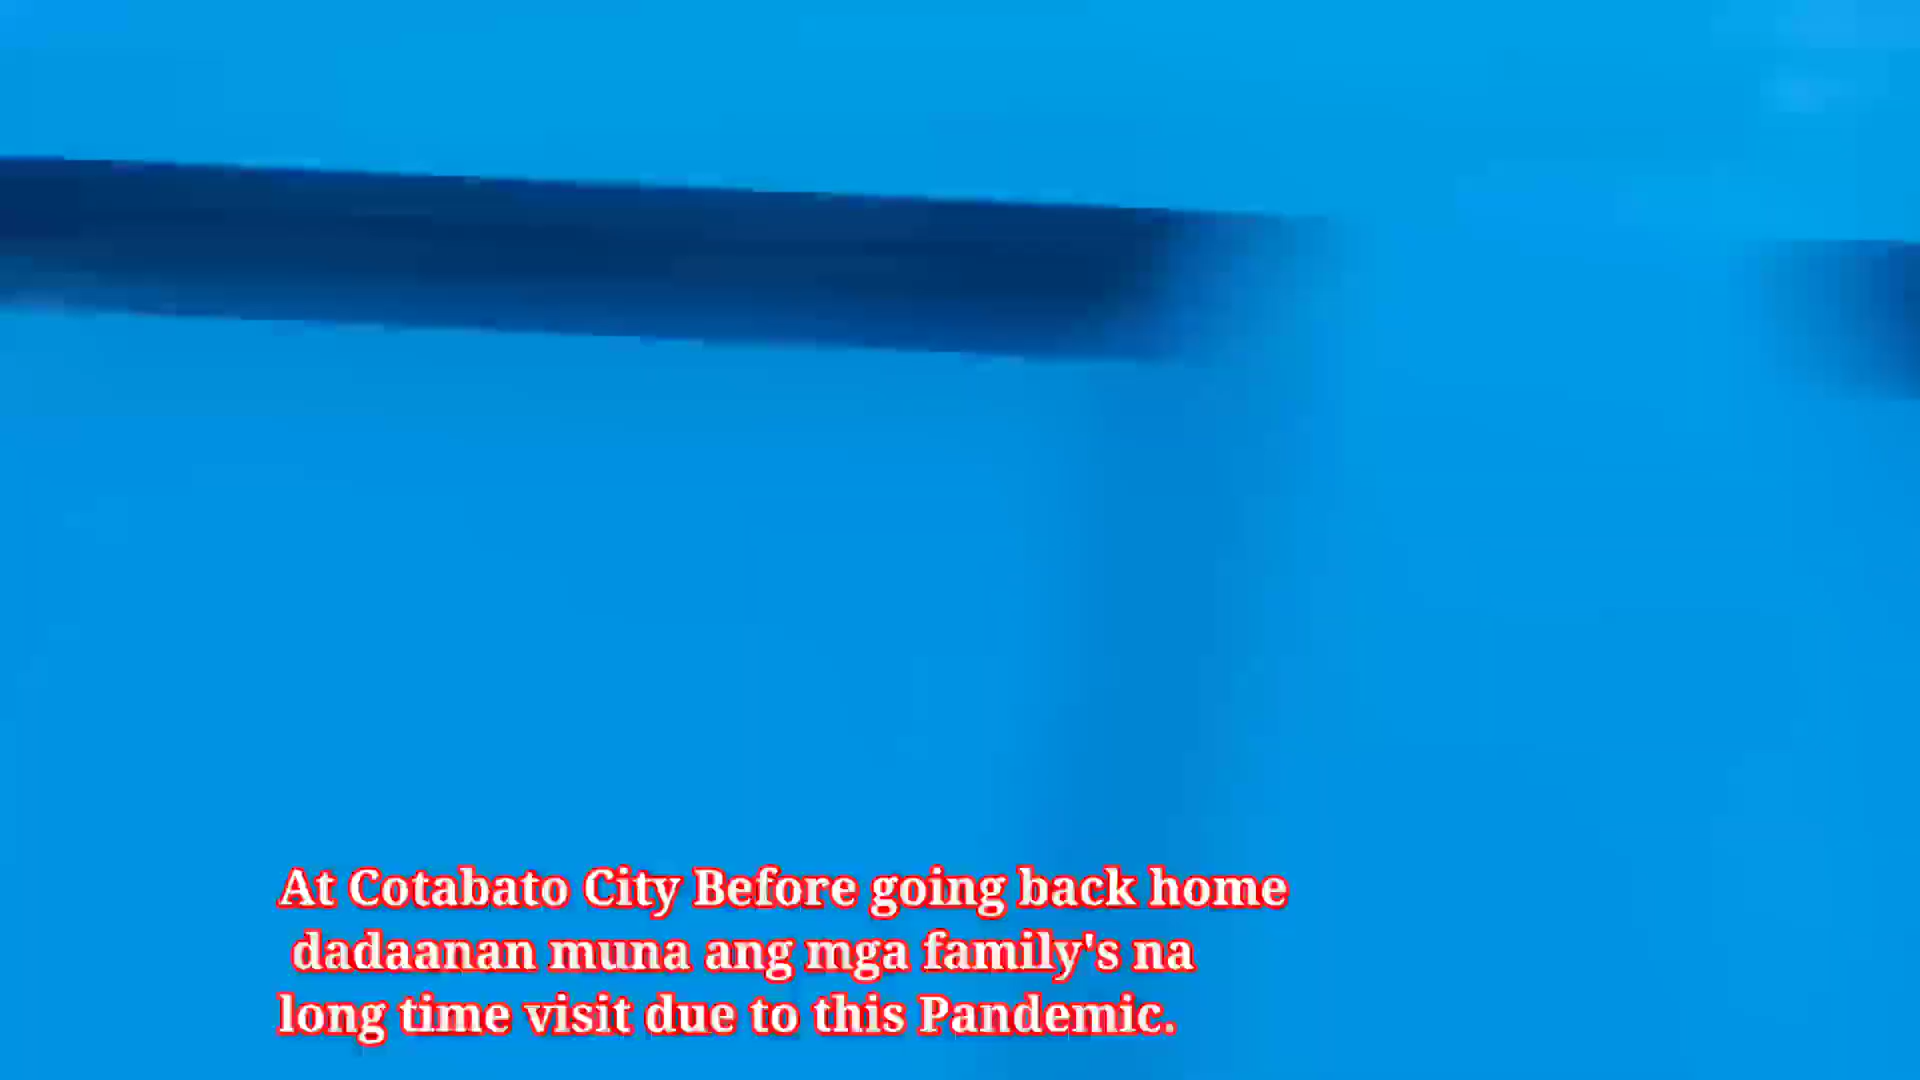 At Cotabato City Before going back home
dadaanan muna ang mga family's na
long time visit due to this Pandemic.